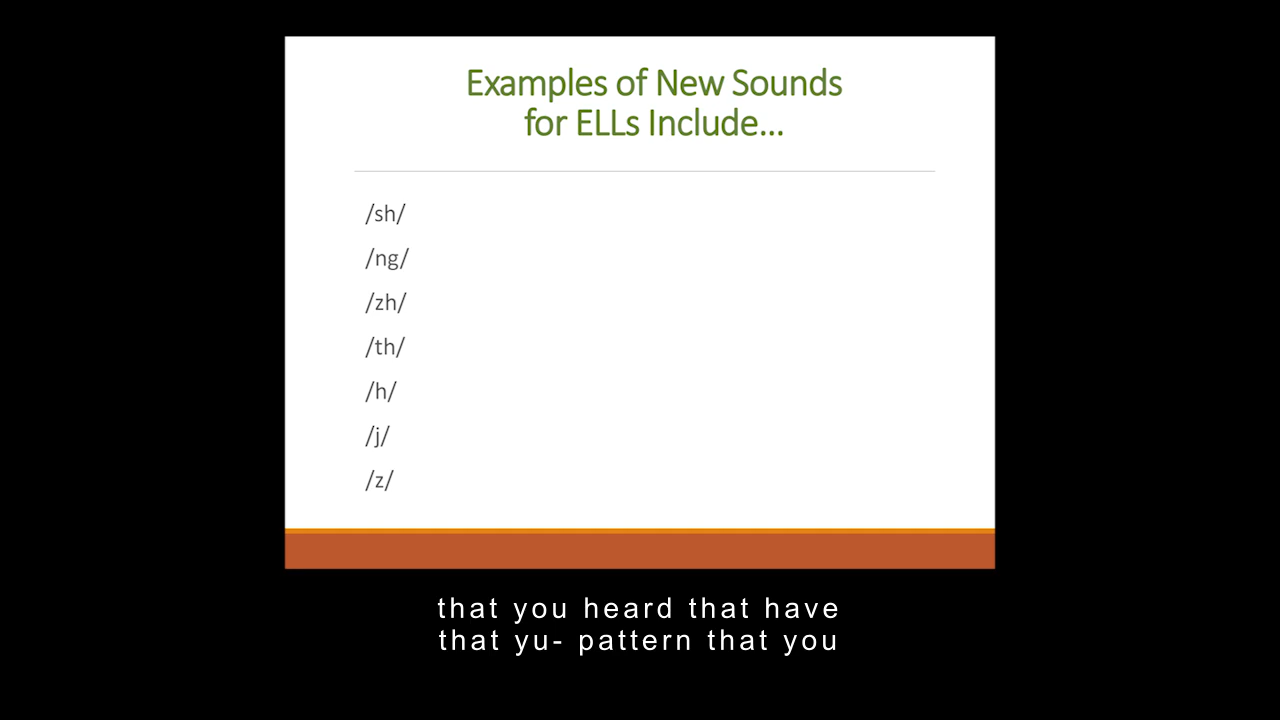 Examples of New Sounds
for ELLs Include...
/sh/
/ng/
/zh/
/th/
/h/
/j/
/z/
that you heard that have
that yu- pattern that you